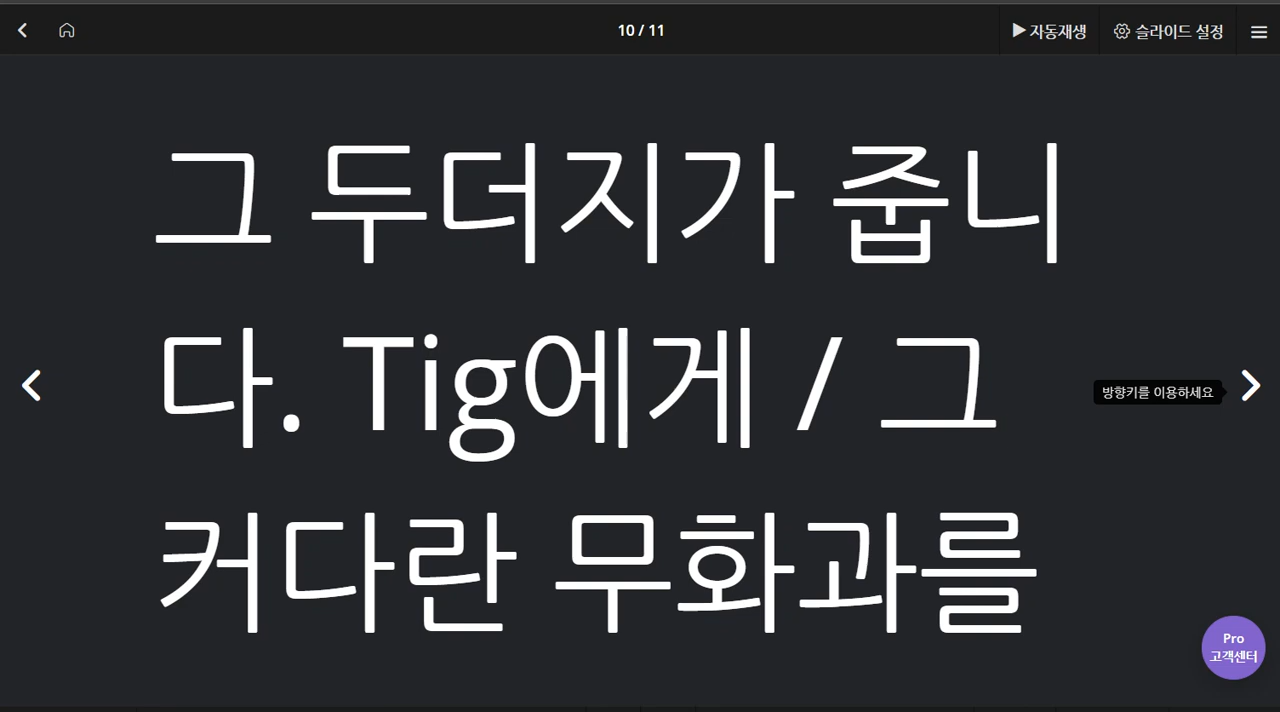 10 / 11
자동재생
슬라이드 설정
그 두더지가 줍니
다. Tig에게 / 그
방향키를 이용하세요
커다란 무화과를
Pro
고객센터